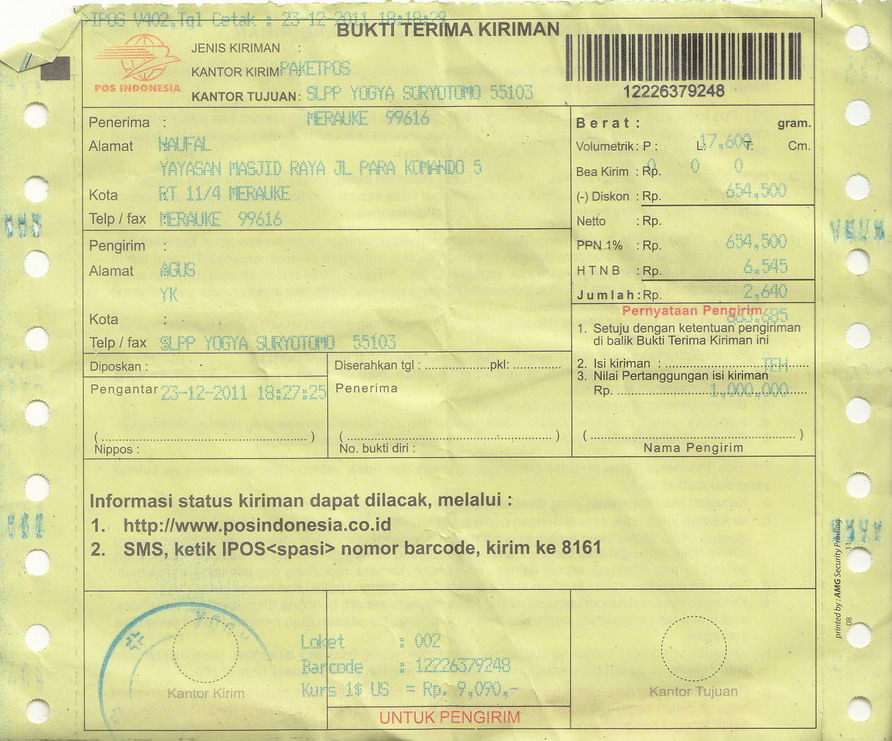 >IPOS V402,Tgl Cetak : 23-12-2011 18:18:29
BUKTI TERIMA KIRIMAN
POS INDONESIA
JENIS KIRIMAN :
KANTOR KIRIM PAKETPOS
KANTOR TUJUAN : SLPP YOGYA SURYOTOMO 55103
MERAUKE 99616
12226379248
Penerima :
Alamat NAUFAL
YAYASAN MASJID RAYA JL PARA KOMANDO 5
Kota RT 11/4 MERAUKE
Telp / fax MERAUKE 99616
Berat : gram.
Volumetrik : P : L: 17,600 T: Cm.
Bea Kirim : Rp. 0 0 0
(-) Diskon : Rp. 654,500
Netto : Rp.
PPN 1% : Rp. 654,500
H T N B : Rp. 6,545
Jumlah : Rp. 2,640
Pengirim :
Alamat AGUS
YK
Kota :
Telp / fax SLPP YOGYA SURYOTOMO 55103
Pernyataan Pengirim
1. Setuju dengan ketentuan pengiriman
di balik Bukti Terima Kiriman ini
2. Isi kiriman : TEH
3. Nilai Pertanggungan isi kiriman
Rp. 1,000,000
(..............................)
Nama Pengirim
Diposkan :
Pengantar 23-12-2011 18:27:25
(..............................)
Nippos :
Diserahkan tgl : .................. pkl: .............
Penerima
(..............................)
No. bukti diri :
Informasi status kiriman dapat dilacak, melalui :
1. http://www.posindonesia.co.id
2. SMS, ketik IPOS<spasi> nomor barcode, kirim ke 8161
Kantor Kirim
Loket : 002
Barcode : 12226379248
Kurs 1$ US = Rp. 9,090,-
UNTUK PENGIRIM
Kantor Tujuan
printed by : AMG Security Printing